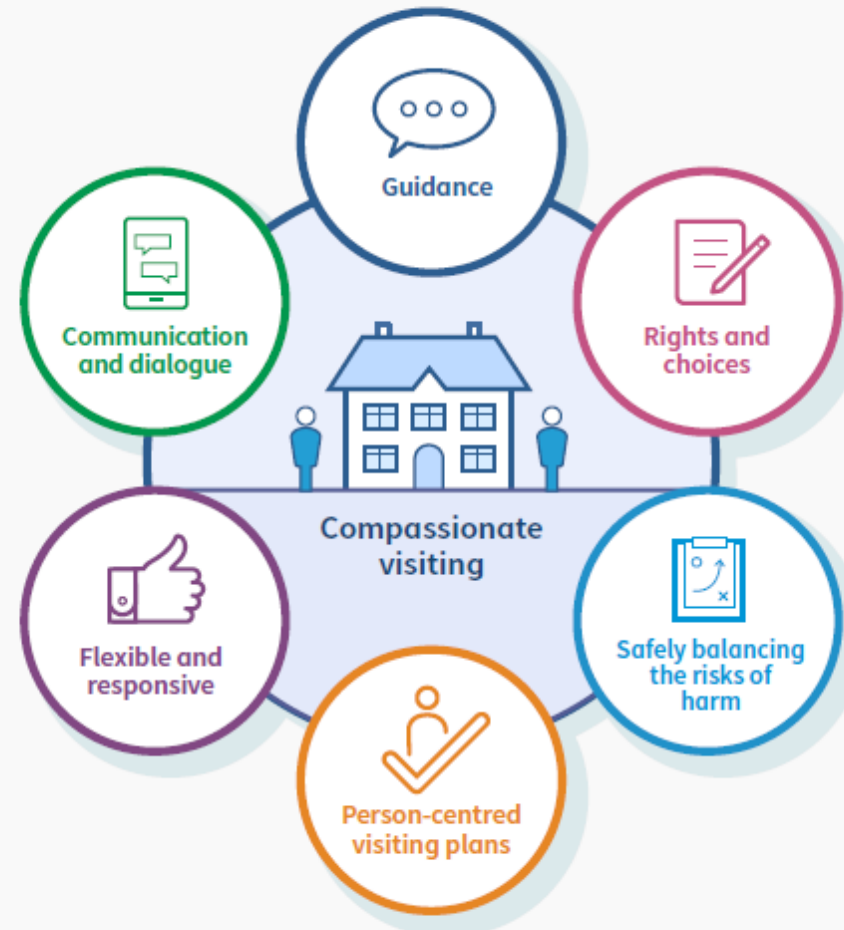 Guidance
Communication
and dialogue
Rights and
choices
Compassionate
visiting
Flexible and
responsive
Safely balancing
the risks of
harm
Person-centred
visiting plans